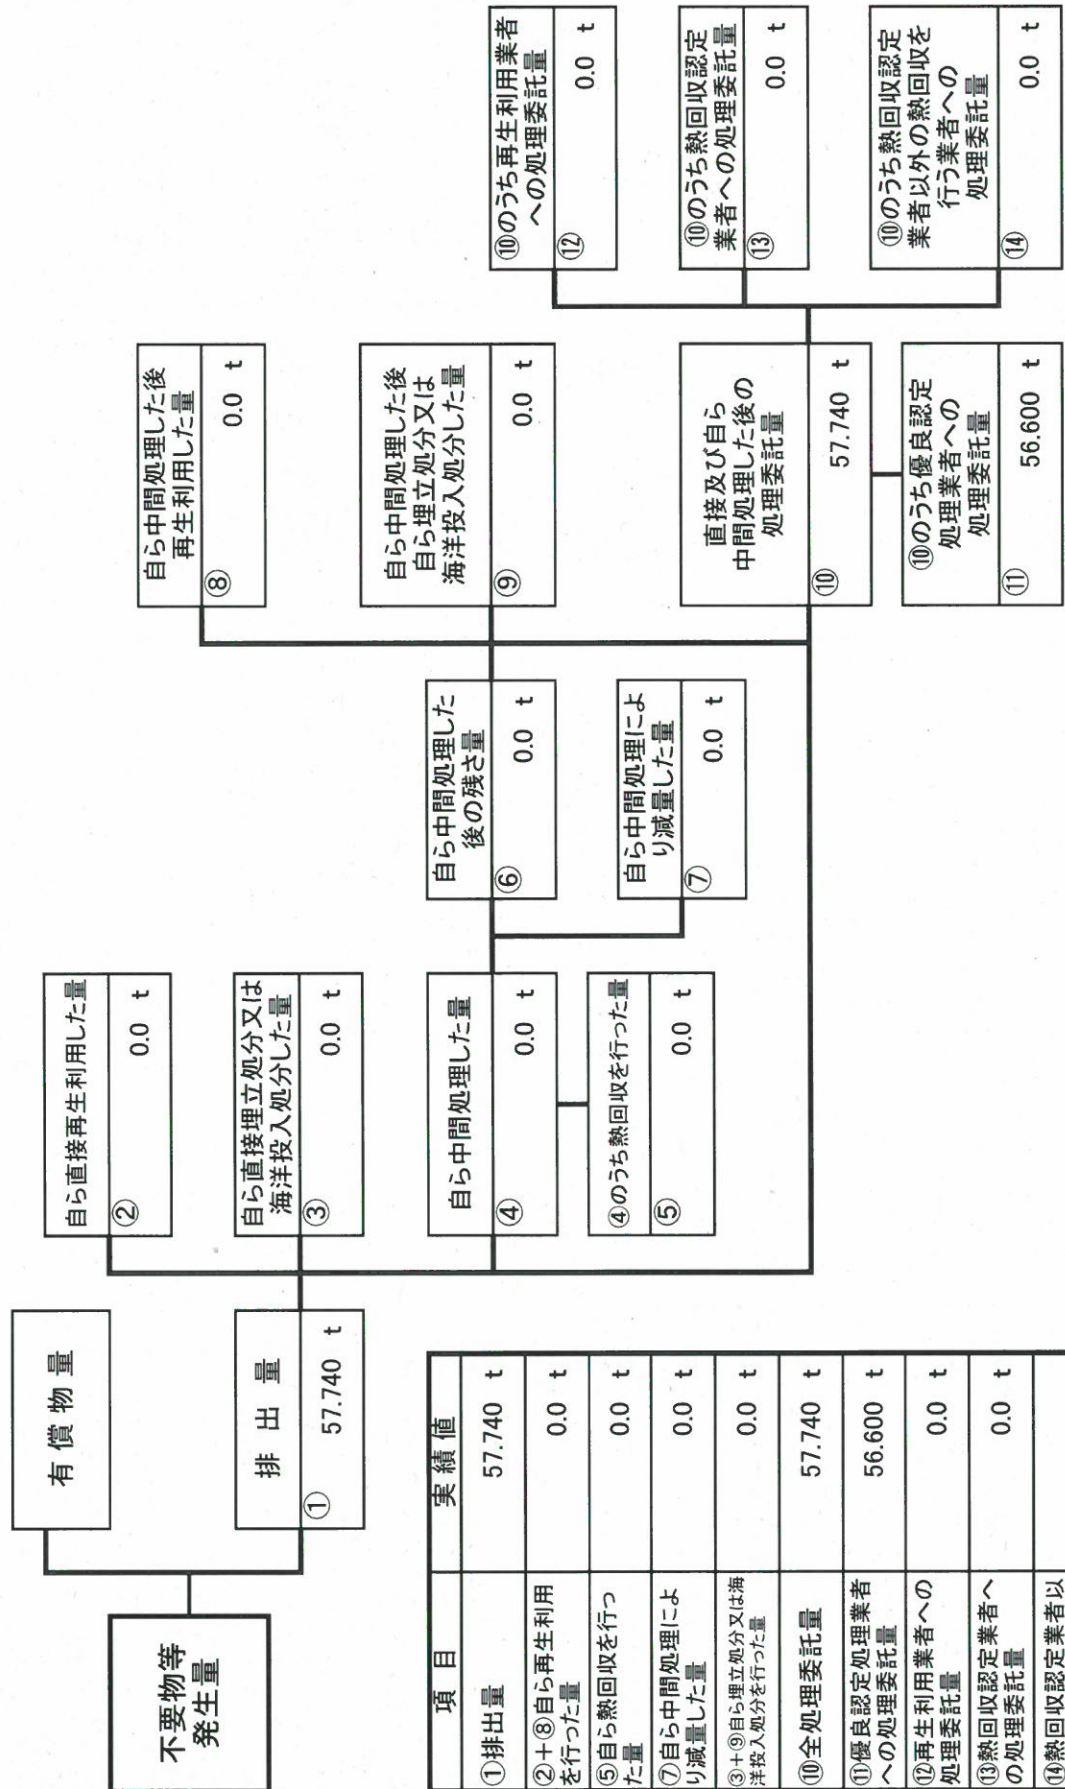 不要物等
発生量
有償物量
排出量
① 57.740 t
自ら直接再生利用した量
② 0.0 t
自ら直接埋立処分又は
海洋投入処分した量
③ 0.0 t
自ら中間処理した量
④ 0.0 t
④のうち熱回収を行った量
⑤ 0.0 t
自ら中間処理した
後の残さ量
⑥ 0.0 t
自ら中間処理によ
り減量した量
⑦ 0.0 t
自ら中間処理した後
再生利用した量
⑧ 0.0 t
自ら中間処理した後
自ら埋立処分又は
海洋投入処分した量
⑨ 0.0 t
直接及び自ら
中間処理した後の
処理委託量
⑩ 57.740 t
⑩のうち優良認定
処理業者への
処理委託量
⑪ 56.600 t
⑩のうち再生利用業者
への処理委託量
⑫ 0.0 t
⑩のうち熱回収認定
業者への処理委託量
⑬ 0.0 t
⑩のうち熱回収認定
業者以外の熱回収を
行う業者への
処理委託量
⑭ 0.0 t
項目 実績値
①排出量 57.740 t
②+⑧自ら再生利用
を行った量 0.0 t
⑤自ら熱回収を行っ
た量 0.0 t
⑦自ら中間処理によ
り減量した量 0.0 t
③+⑨自ら埋立処分又は海
洋投入処分を行った量 0.0 t
⑩全処理委託量 57.740 t
⑪優良認定処理業者
への処理委託量 56.600 t
⑫再生利用業者への
処理委託量 0.0 t
⑬熱回収認定業者へ
の処理委託量 0.0 t
⑭熱回収認定業者以